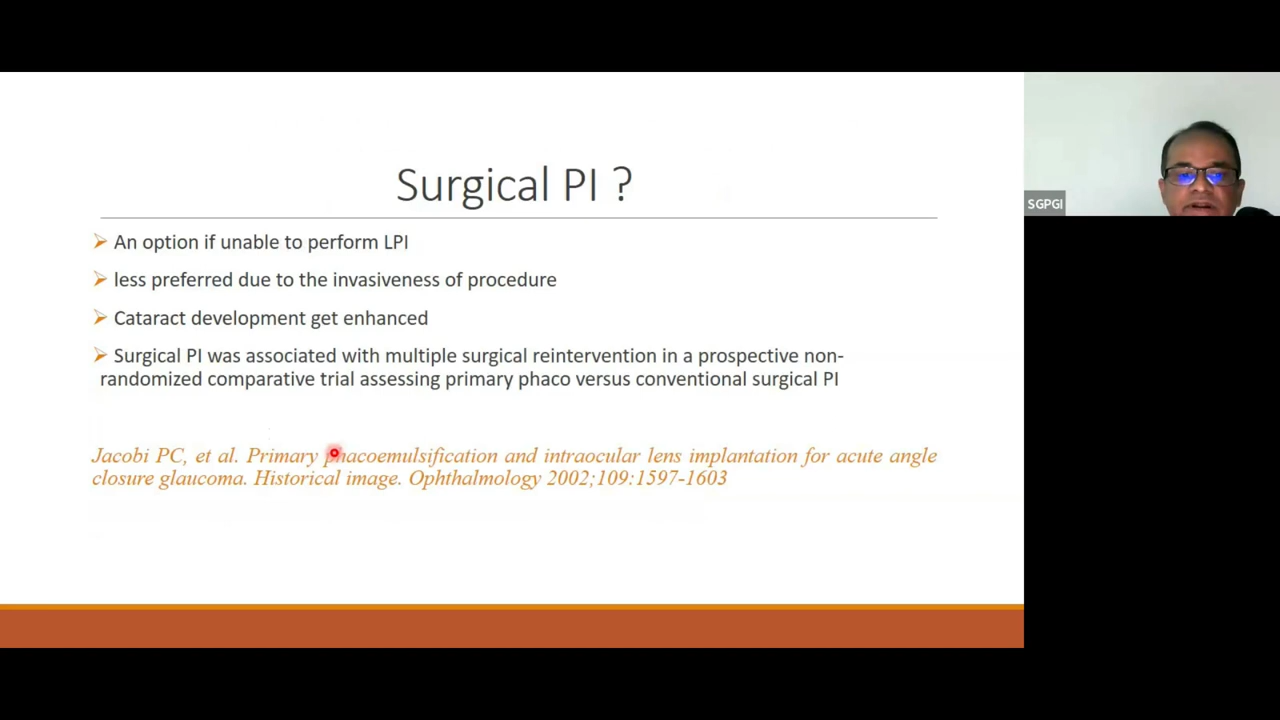 Surgical PI ?
An option if unable to perform LPI
less preferred due to the invasiveness of procedure
Cataract development get enhanced
Surgical PI was associated with multiple surgical reintervention in a prospective non-
randomized comparative trial assessing primary phaco versus conventional surgical PI
Jacobi PC, et al. Primary phacoemulsification and intraocular lens implantation for acute angle
closure glaucoma. Historical image. Ophthalmology 2002;109:1597-1603
SGPGI